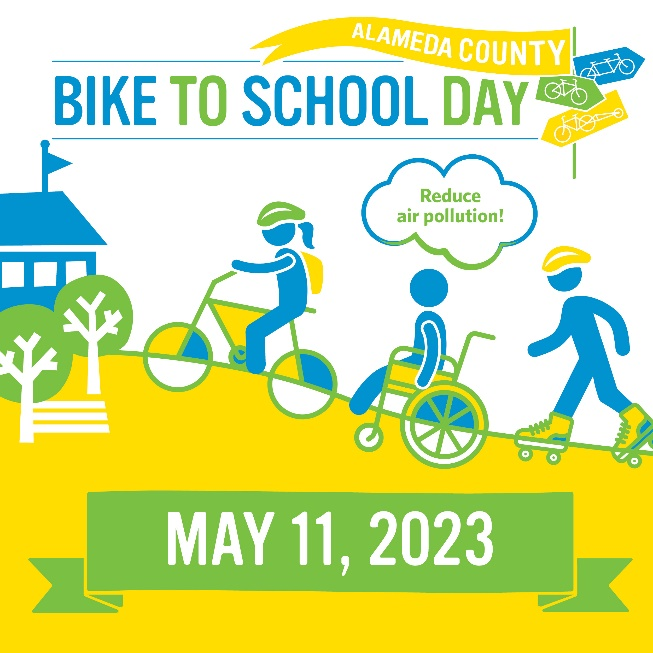 ALAMEDA COUNTY
BIKE TO SCHOOL DAY
Reduce
air pollution!
MAY 11, 2023